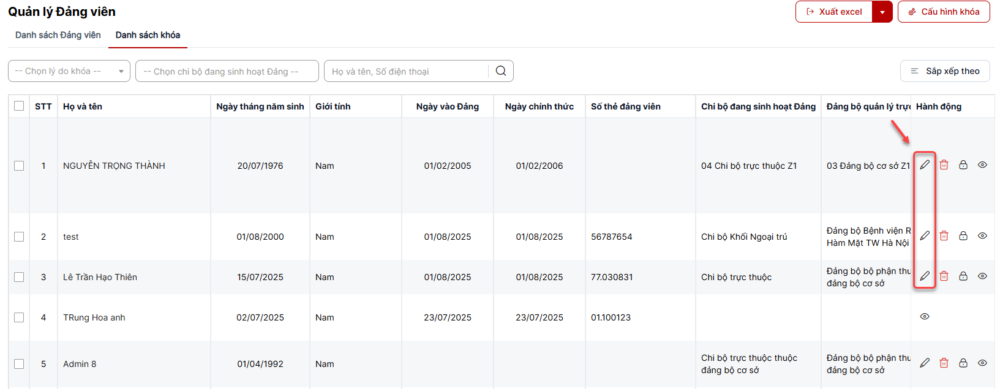 Quản lý Đảng viên
Xuất excel
Cấu hình khóa
Danh sách Đảng viên
Danh sách khóa
-- Chọn lý do khóa --
-- Chọn chi bộ đang sinh hoạt Đảng --
Họ và tên, Số điện thoại
Sắp xếp theo
STT Họ và tên Ngày tháng năm sinh Giới tính Ngày vào Đảng Ngày chính thức Số thẻ đảng viên Chi bộ đang sinh hoạt Đảng Đảng bộ quản lý trực Hành động
1 NGUYỄN TRỌNG THÀNH 20/07/1976 Nam 01/02/2005 01/02/2006 04 Chi bộ trực thuộc Z1 03 Đảng bộ cơ sở Z1
2 test 01/08/2000 Nam 01/08/2025 01/08/2025 56787654 Chi bộ Khối Ngoại trú Đảng bộ Bệnh viện R
Hàm Mặt TW Hà Nội
3 Lê Trần Hạo Thiên 15/07/2025 Nam 01/08/2025 01/08/2025 77.030831 Chi bộ trực thuộc Đảng bộ bộ phận thu
đảng bộ cơ sở
4 TRung Hoa anh 02/07/2025 Nam 23/07/2025 23/07/2025 01.100123
5 Admin 8 01/04/1992 Nam Chi bộ trực thuộc thuộc Đảng bộ bộ phận thu
đảng bộ cơ sở đảng bộ cơ sở